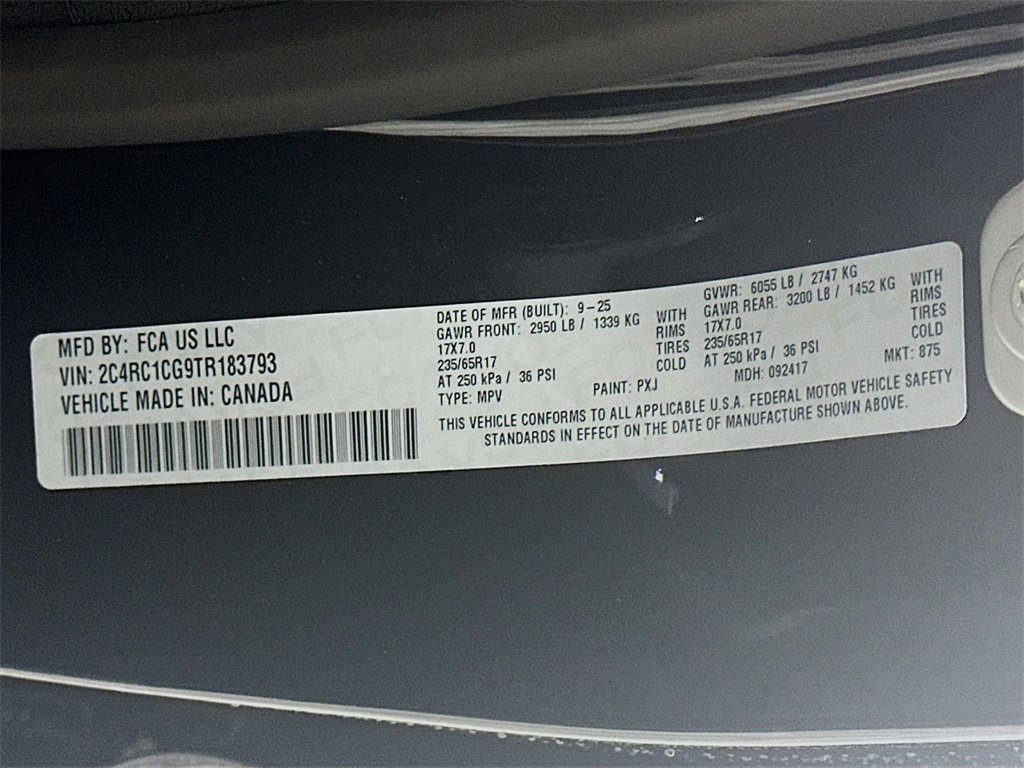 MFD BY: FCA US LLC
VIN: 2C4RC1CG9TR183793
VEHICLE MADE IN: CANADA
DATE OF MFR (BUILT): 9-25
GAWR FRONT: 2950 LB / 1339 KG WITH
17X7.0 RIMS
235/65R17 TIRES
AT 250 kPa / 36 PSI COLD
TYPE: MPV PAINT: PXJ
GVWR: 6055 LB / 2747 KG
GAWR REAR: 3200 LB / 1452 KG WITH
17X7.0 RIMS
235/65R17 TIRES
AT 250 kPa / 36 PSI COLD
MDH: 092417 MKT: 875
THIS VEHICLE CONFORMS TO ALL APPLICABLE U.S.A. FEDERAL MOTOR VEHICLE SAFETY
STANDARDS IN EFFECT ON THE DATE OF MANUFACTURE SHOWN ABOVE.